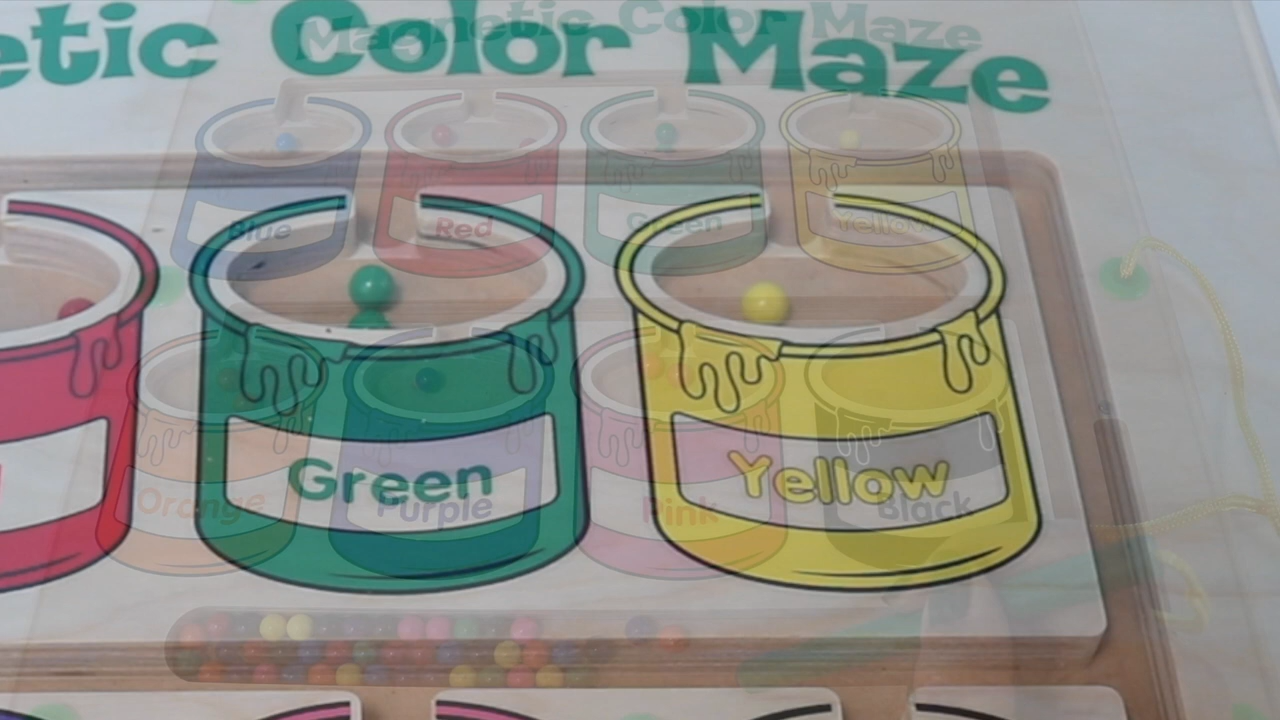 Magnetic Color Maze
etic Color Maze
Blue Red Green Yellow
Green Yellow
Orange Purple Pink Black